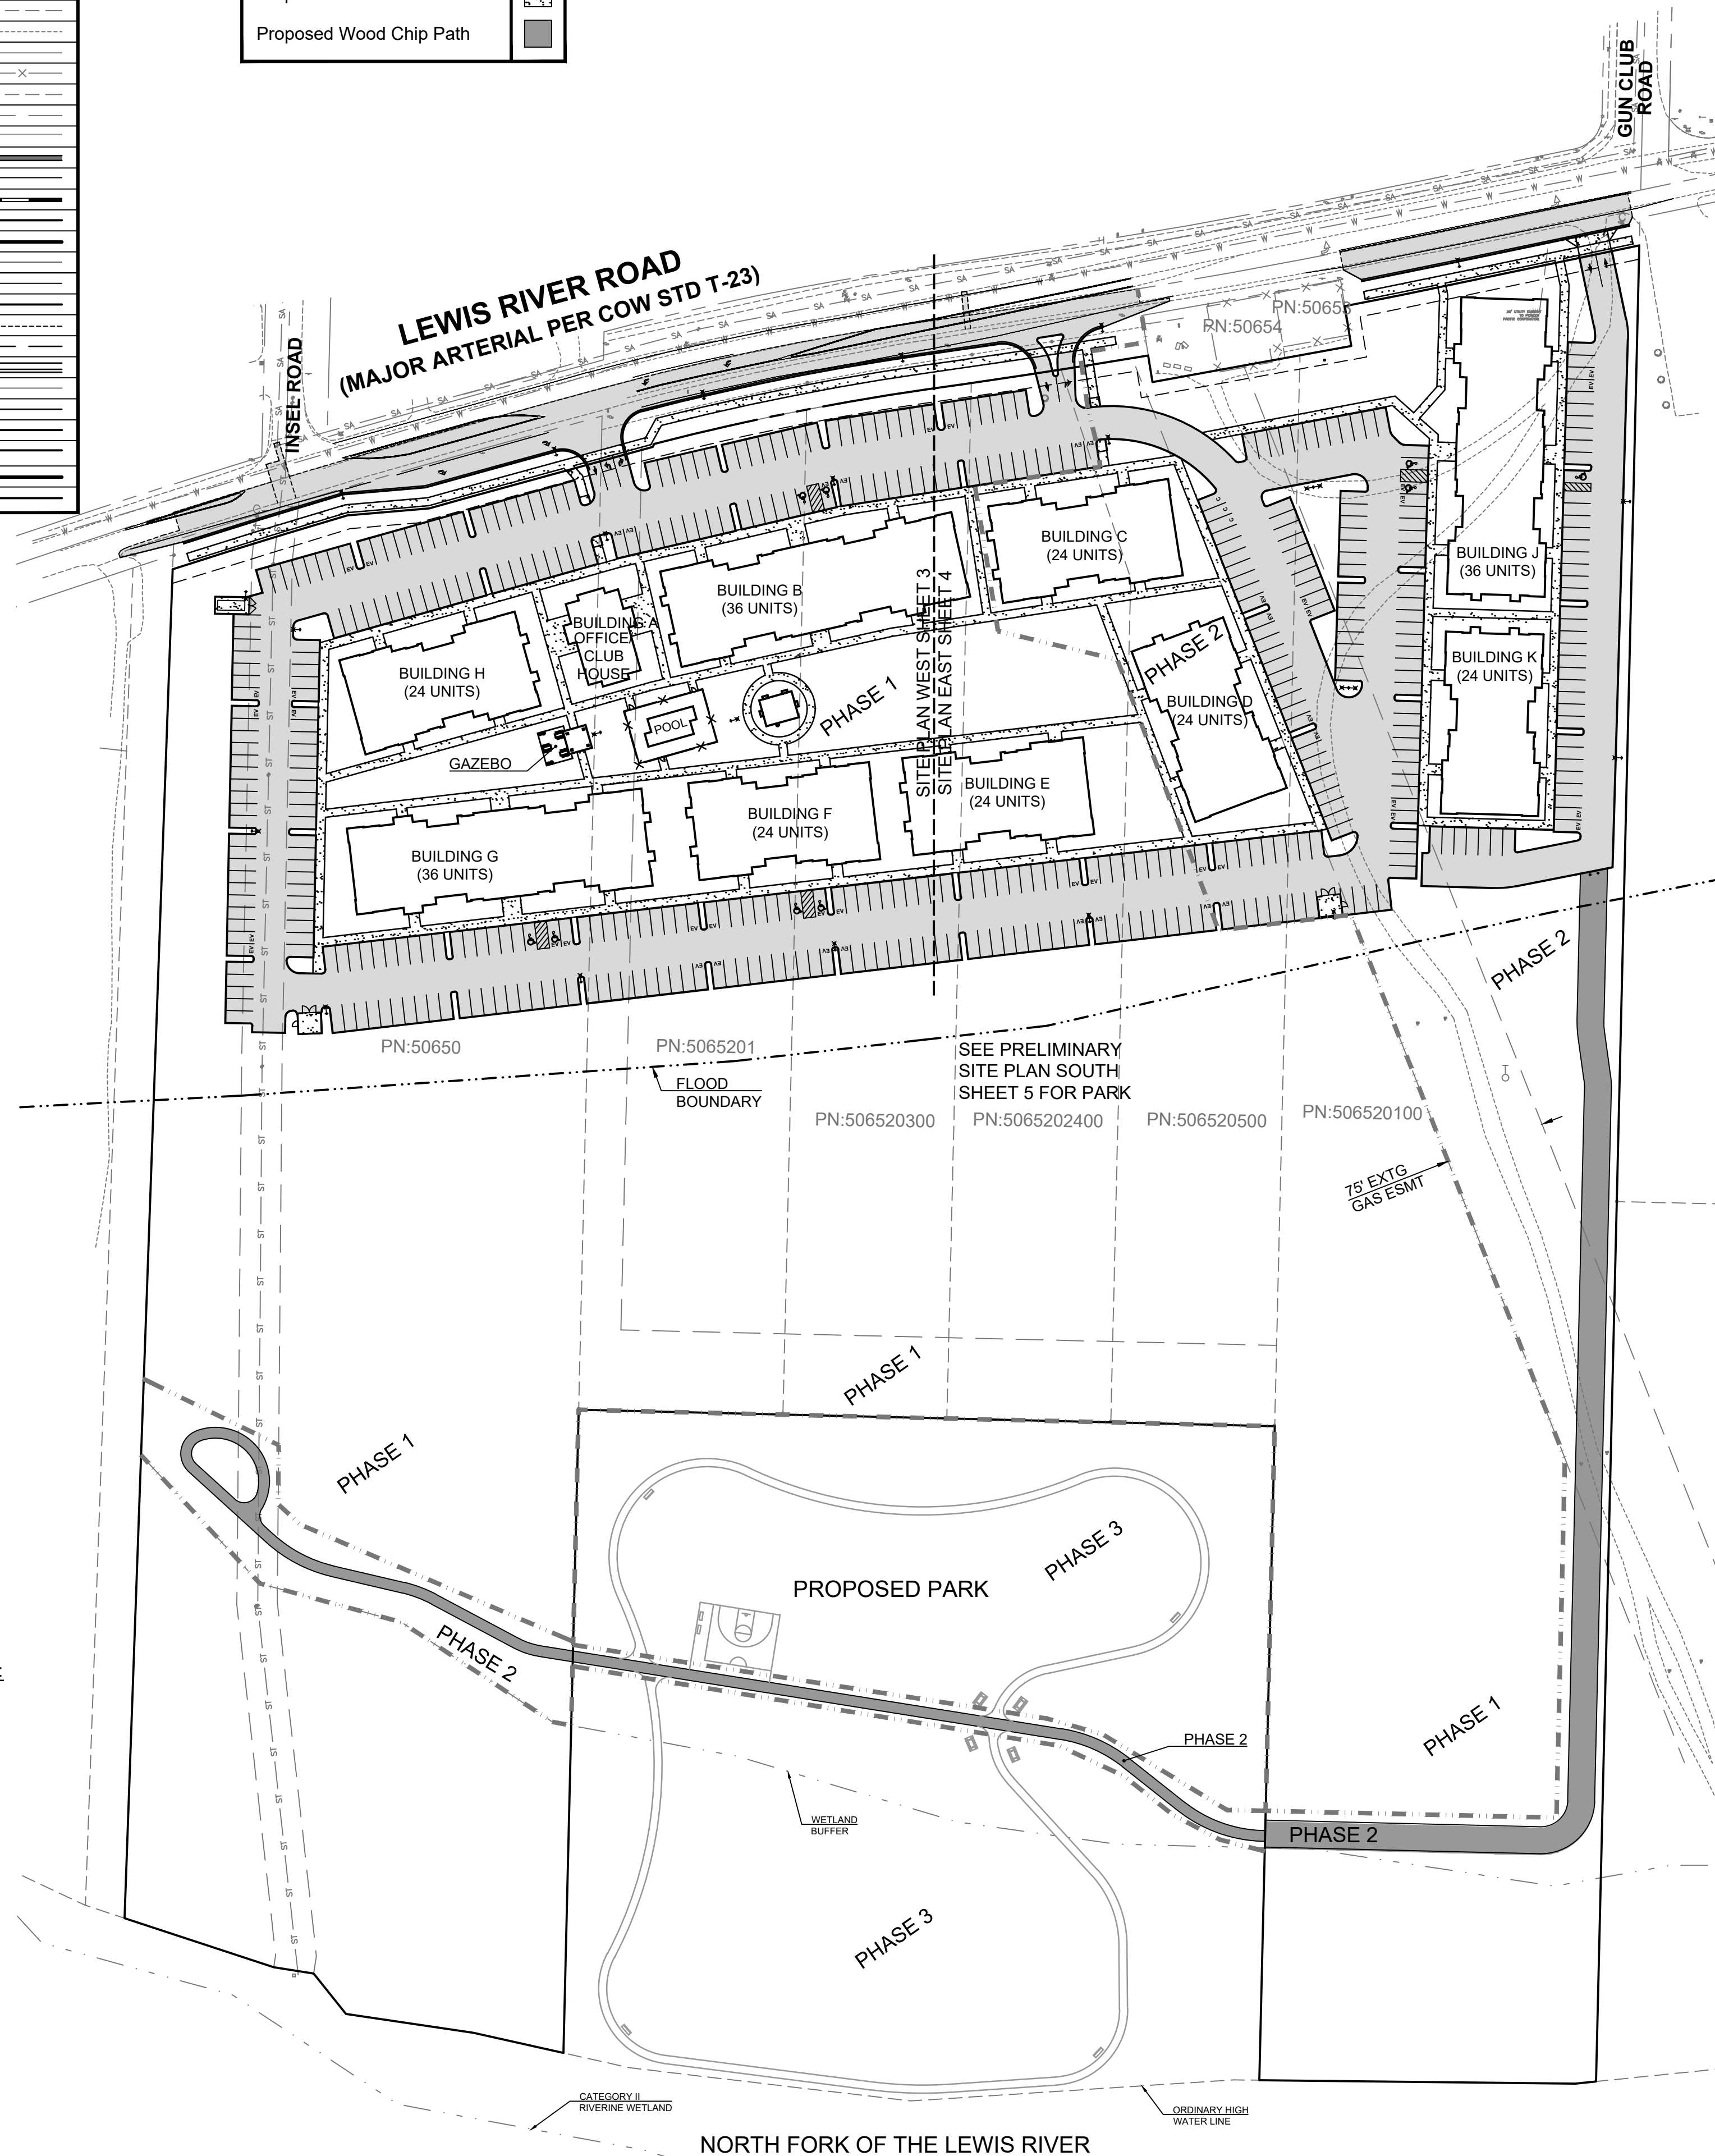 Proposed Wood Chip Path
GUN CLUB
ROAD
LEWIS RIVER ROAD
(MAJOR ARTERIAL PER COW STD T-23)
INSEL ROAD
PN:50653
PN:50654
BUILDING C
(24 UNITS)
BUILDING J
(36 UNITS)
BUILDING B
(36 UNITS)
BUILDING A
OFFICE/
CLUB
HOUSE
BUILDING H
(24 UNITS)
BUILDING K
(24 UNITS)
PHASE 2
BUILDING D
(24 UNITS)
PHASE 1
POOL
GAZEBO
SITEPLAN WEST SHEET 3
SITEPLAN EAST SHEET 4
BUILDING E
(24 UNITS)
BUILDING F
(24 UNITS)
BUILDING G
(36 UNITS)
PHASE 2
PN:50650
PN:5065201
SEE PRELIMINARY
SITE PLAN SOUTH
SHEET 5 FOR PARK
FLOOD
BOUNDARY
PN:506520300
PN:5065202400
PN:506520500
PN:506520100
75' EXTG
GAS ESMT
PHASE 1
PHASE 1
PHASE 3
PROPOSED PARK
PHASE 2
PHASE 1
PHASE 2
WETLAND
BUFFER
PHASE 2
PHASE 3
CATEGORY II
RIVERINE WETLAND
ORDINARY HIGH
WATER LINE
NORTH FORK OF THE LEWIS RIVER